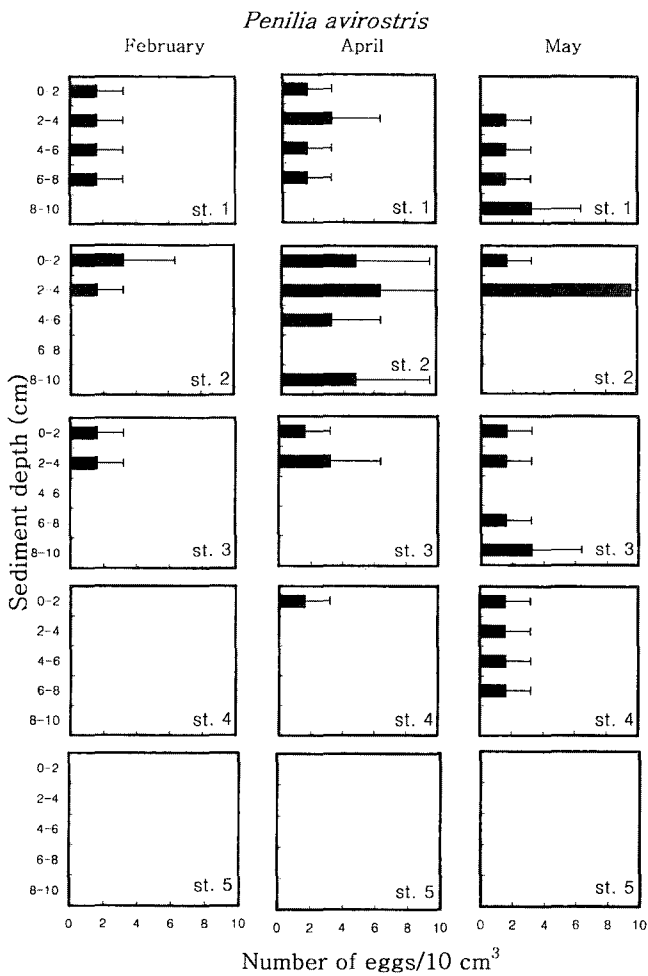 Penilia avirostris
February April May
0-2
2-4
4-6
6-8
8-10
st. 1 st. 1 st. 1
0-2
2-4
4-6
6-8
8-10
st. 2 st. 2 st. 2
0-2
2-4
4-6
6-8
8-10
st. 3 st. 3 st. 3
0-2
2-4
4-6
6-8
8-10
st. 4 st. 4 st. 4
0-2
2-4
4-6
6-8
8-10
st. 5 st. 5 st. 5
Sediment depth (cm)
0 2 4 6 8 10 0 2 4 6 8 10 0 2 4 6 8 10
Number of eggs/10 cm³